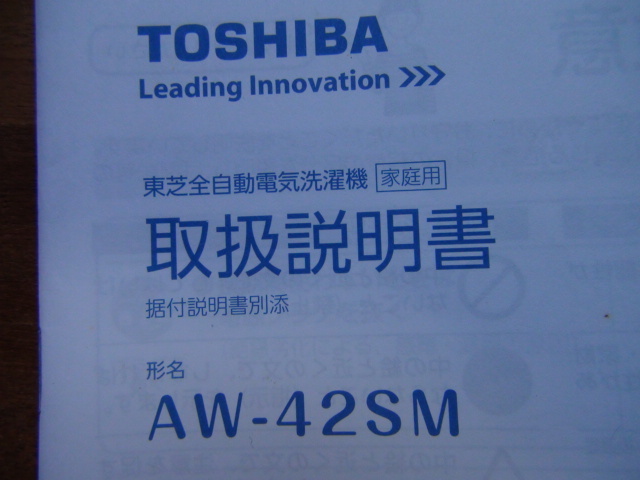 TOSHIBA
Leading Innovation >>>
東芝全自動電気洗濯機 家庭用
取扱説明書
据付説明書別添
形名
AW-42SM